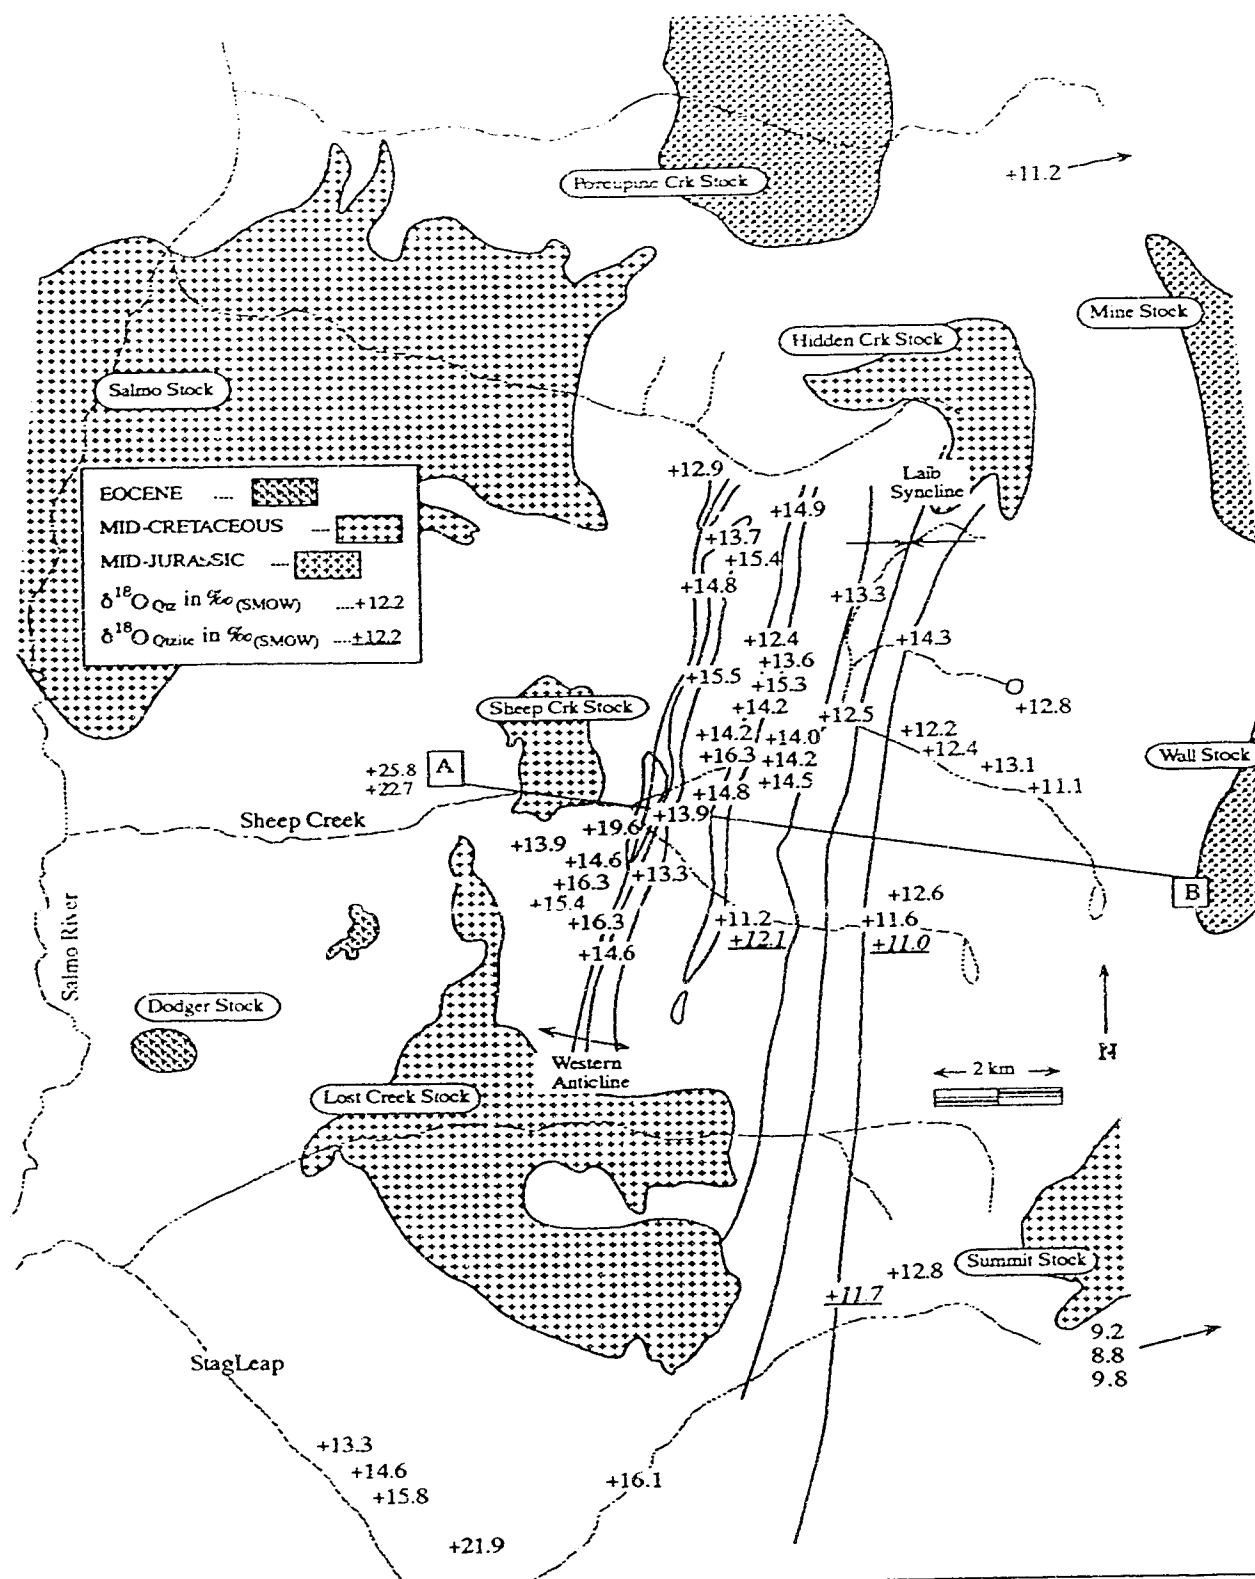 Porcupine Crk Stock
+11.2
Mine Stock
Hidden Crk Stock
Salmo Stock
EOCENE ....
MID-CRETACEOUS ....
MID-JURASSIC ....
δ¹⁸O Qtz in ‰ (SMOW) ....+12.2
δ¹⁸O Qtzite in ‰ (SMOW) ....+12.2
Laib
Syncline
+12.9
+14.9
+13.7
+15.4
+14.8
+13.3
+12.4
+14.3
+13.6
+15.5
+15.3
+12.8
+14.2
+12.5
Sheep Crk Stock
+14.2
+14.0
+12.2
+12.4
+16.3
+14.2
+13.1
Wall Stock
+25.8
+22.7
A
+14.5
+14.8
+11.1
Sheep Creek
+19.6
+13.9
+13.9
+14.6
+13.3
+16.3
+15.4
+12.6
B
+16.3
+11.2
+12.1
+11.6
+11.0
+14.6
Salmo River
Dodger Stock
Western
Anticline
N
2 km
Lost Creek Stock
Summit Stock
+12.8
+11.7
9.2
8.8
9.8
StagLeap
+13.3
+14.6
+15.8
+16.1
+21.9